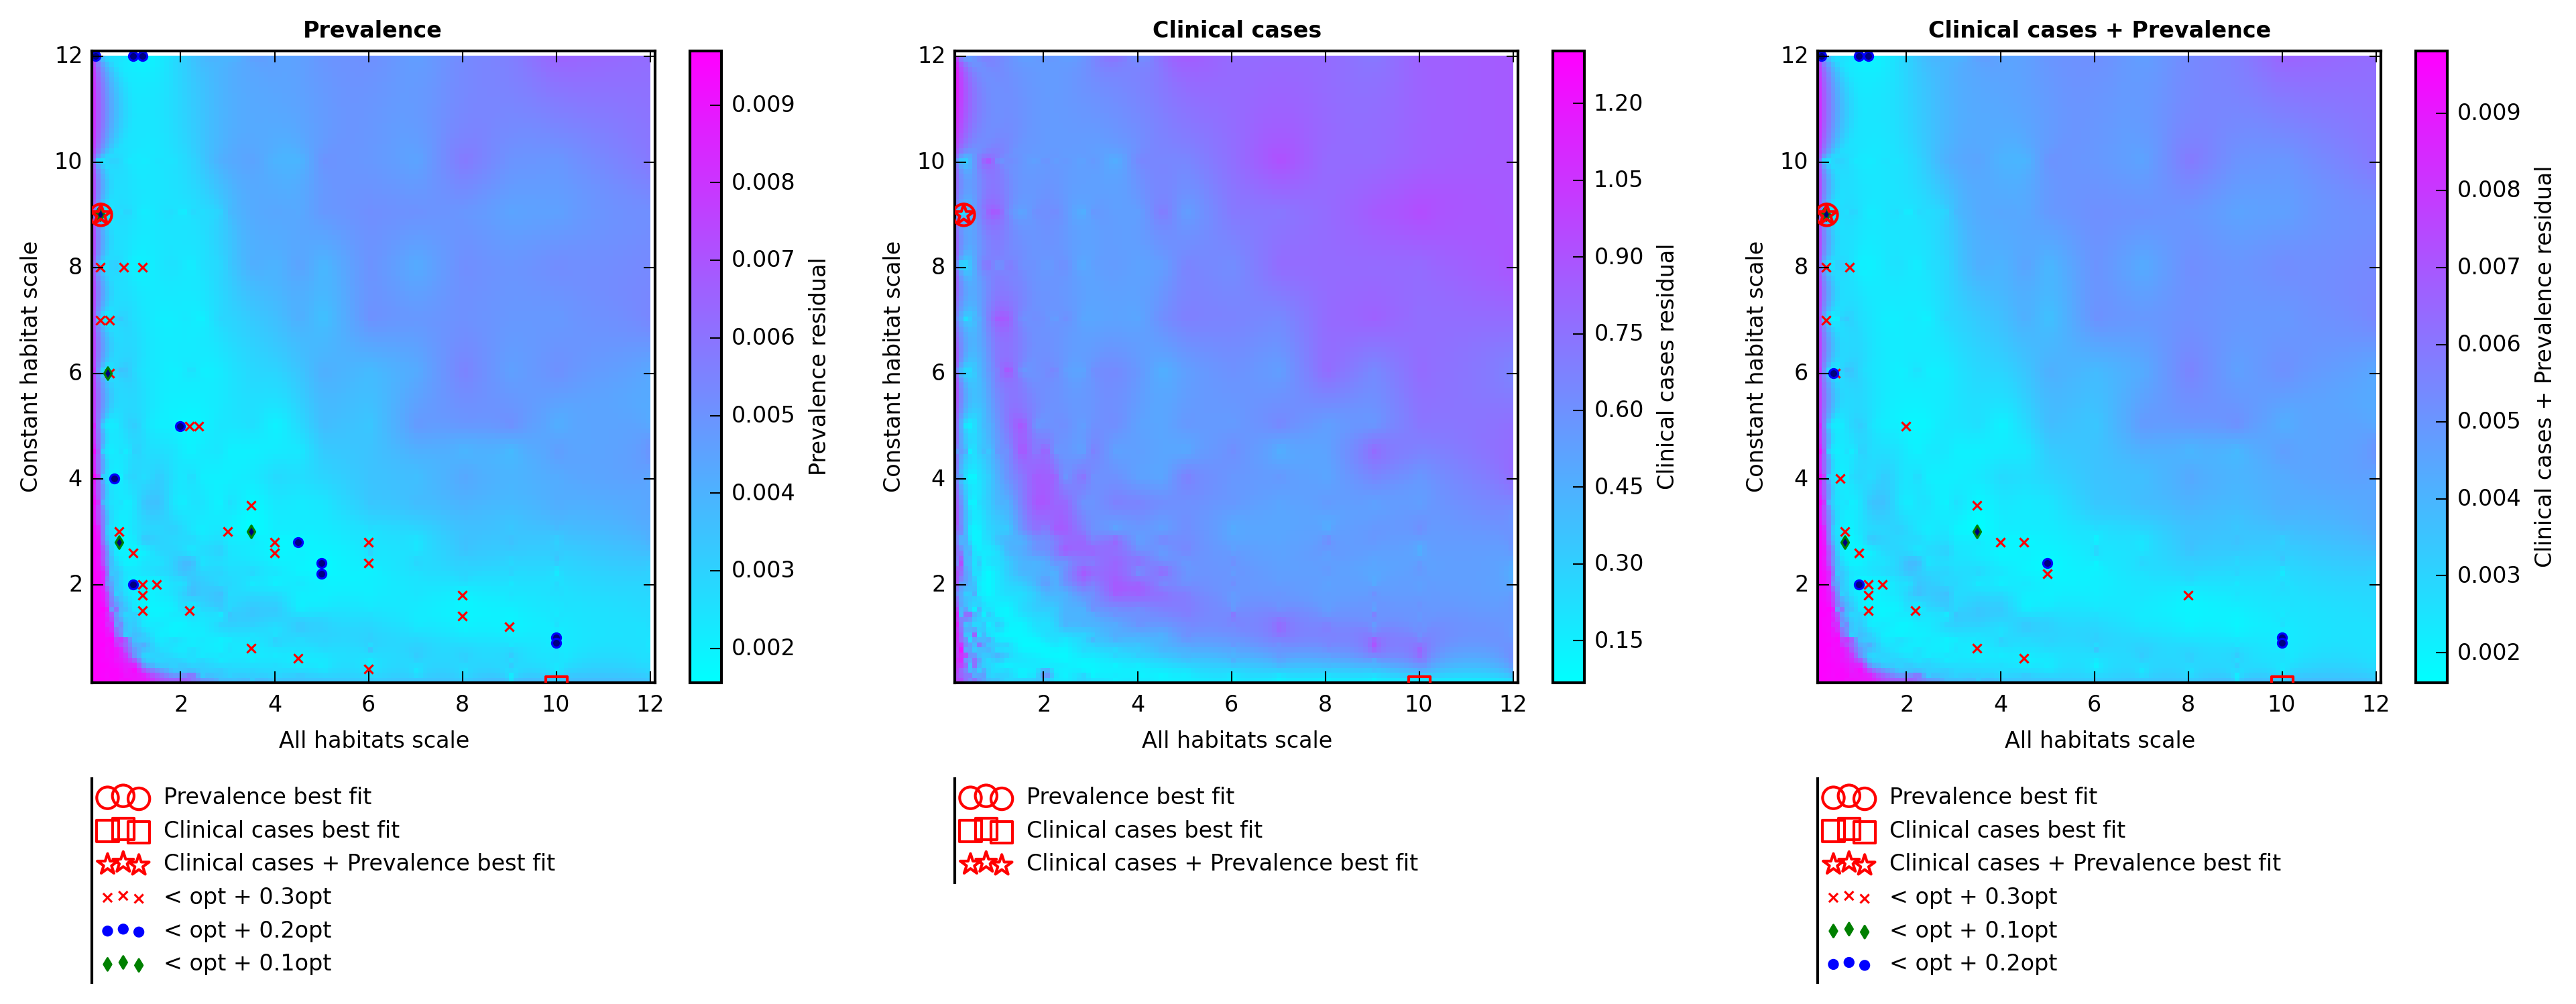 Prevalence
12
10
8
6
4
2
Constant habitat scale
2 4 6 8 10 12
All habitats scale
0.009
0.008
0.007
0.006
0.005
0.004
0.003
0.002
Prevalence residual
Prevalence best fit
Clinical cases best fit
Clinical cases + Prevalence best fit
< opt + 0.3opt
< opt + 0.2opt
< opt + 0.1opt
Clinical cases
12
10
8
6
4
2
Constant habitat scale
2 4 6 8 10 12
All habitats scale
1.20
1.05
0.90
0.75
0.60
0.45
0.30
0.15
Clinical cases residual
Prevalence best fit
Clinical cases best fit
Clinical cases + Prevalence best fit
Clinical cases + Prevalence
12
10
8
6
4
2
Constant habitat scale
2 4 6 8 10 12
All habitats scale
0.009
0.008
0.007
0.006
0.005
0.004
0.003
0.002
Clinical cases + Prevalence residual
Prevalence best fit
Clinical cases best fit
Clinical cases + Prevalence best fit
< opt + 0.3opt
< opt + 0.1opt
< opt + 0.2opt